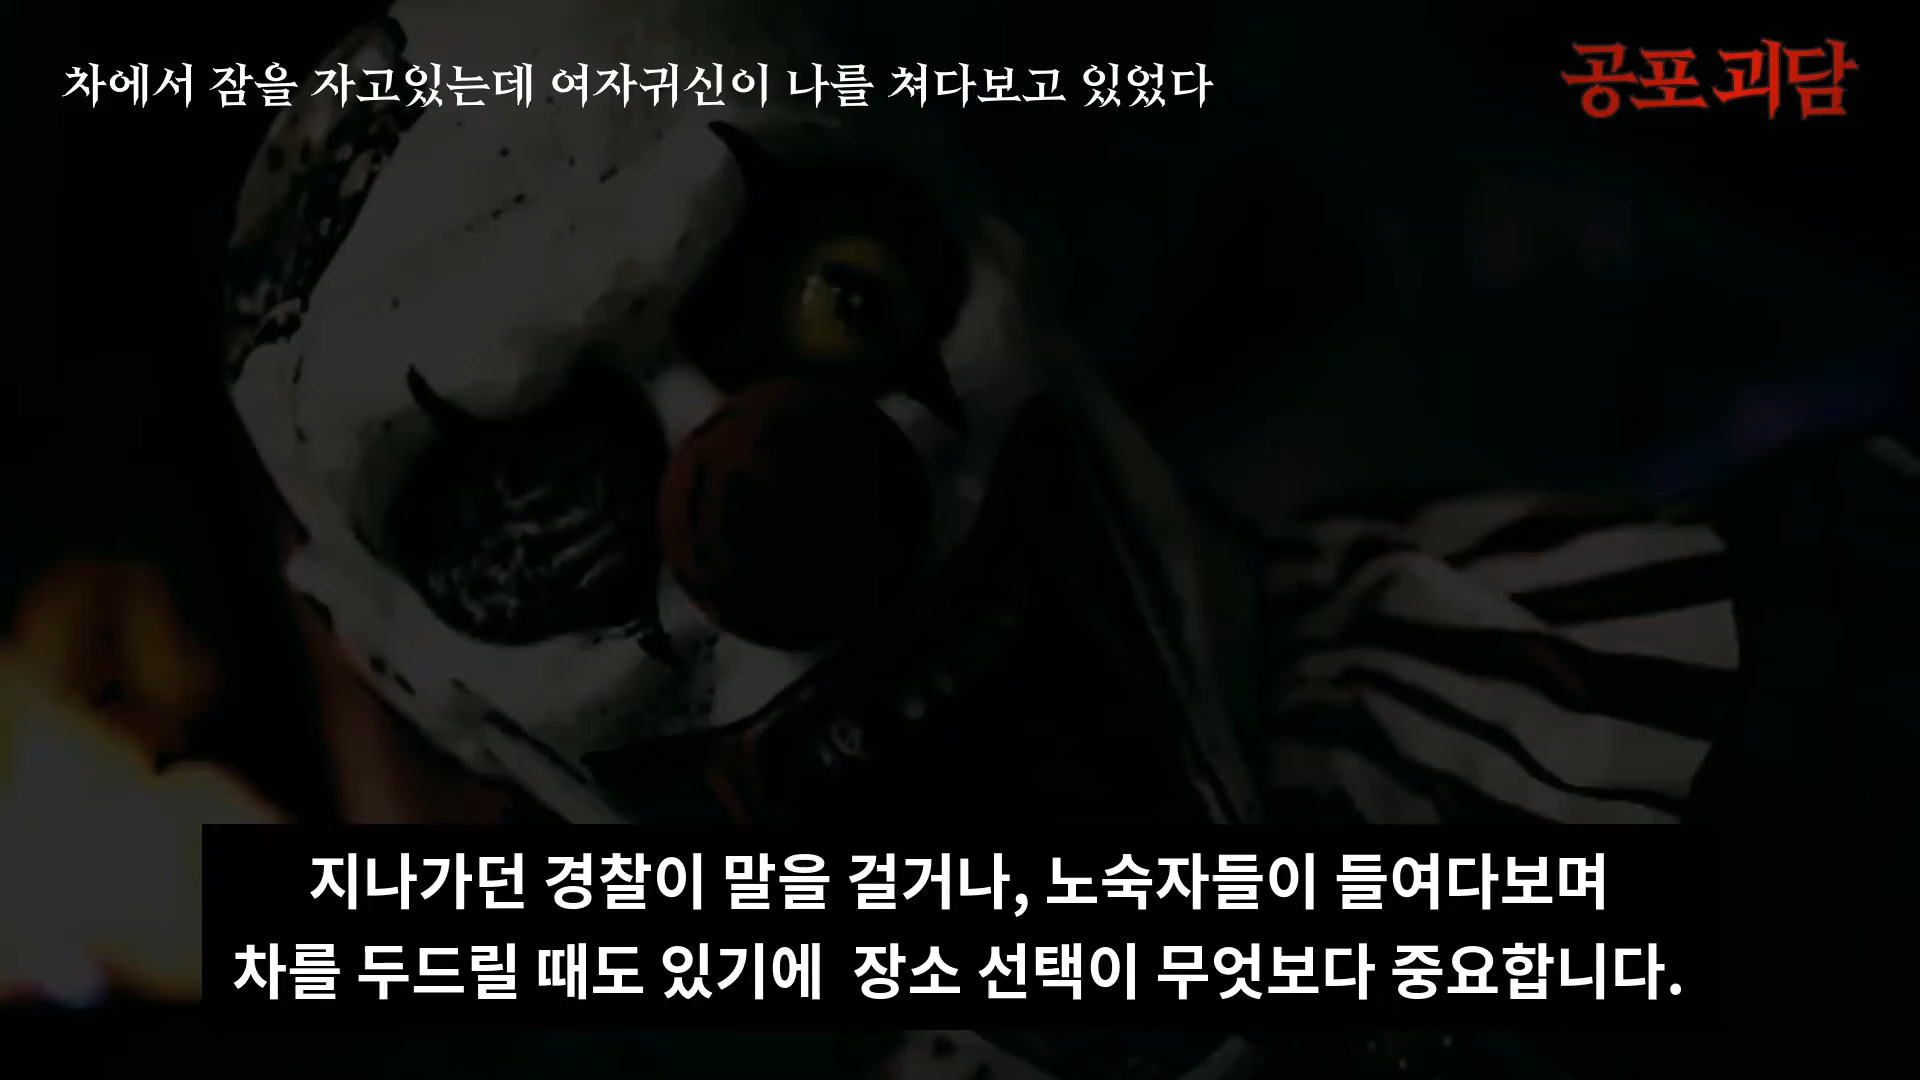 차에서 잠을 자고있는데 여자귀신이 나를 쳐다보고 있었다
공포괴담
지나가던 경찰이 말을 걸거나, 노숙자들이 들여다보며
차를 두드릴 때도 있기에 장소 선택이 무엇보다 중요합니다.